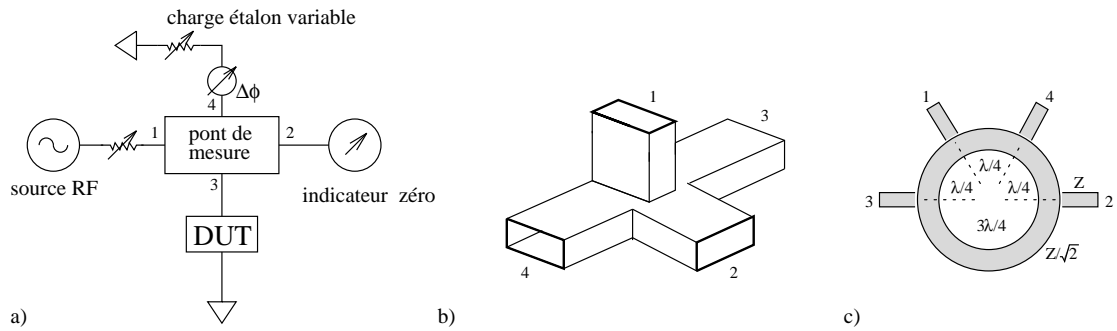 charge étalon variable
Δϕ
4
1
pont de
mesure
2
3
source RF
indicateur zéro
DUT
a)
1
3
4
2
b)
1
4
λ/4
λ/4
λ/4
3
Z
2
3λ/4
Z/√2
c)